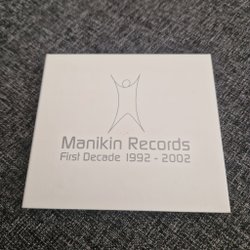 Manikin Records
First Decade 1992 - 2002